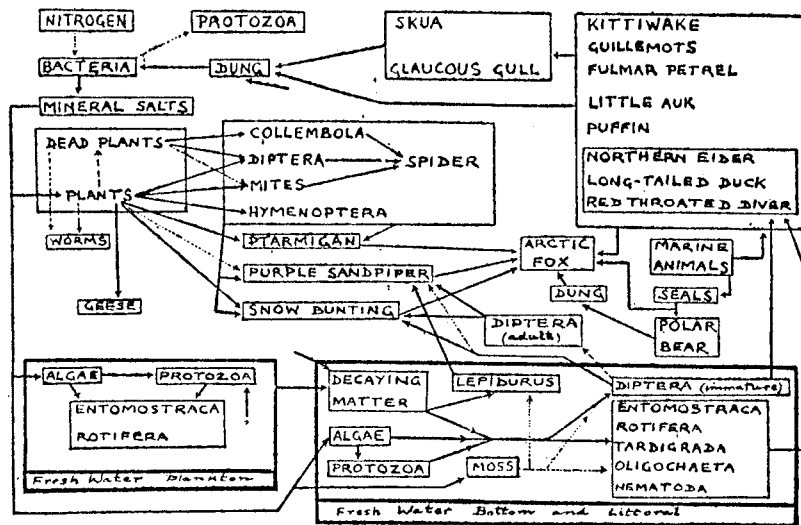 NITROGEN
PROTOZOA
BACTERIA
DUNG
MINERAL SALTS
SKUA
GLAUCOUS GULL
KITTIWAKE
GUILLEMOTS
FULMAR PETREL
LITTLE AUK
PUFFIN
NORTHERN EIDER
LONG-TAILED DUCK
RED THROATED DIVER
DEAD PLANTS
PLANTS
WORMS
GEESE
COLLEMBOLA
DIPTERA
MITES
HYMENOPTERA
SPIDER
PTARMIGAN
PURPLE SANDPIPER
SNOW BUNTING
ARCTIC
FOX
MARINE
ANIMALS
DUNG
SEALS
POLAR
BEAR
DIPTERA
(adult)
ALGAE
PROTOZOA
ENTOMOSTRACA
ROTIFERA
?
Fresh Water Plankton
DECAYING
MATTER
LEPIDURUS
DIPTERA (immature)
ALGAE
PROTOZOA
MOSS
ENTOMOSTRACA
ROTIFERA
TARDIGRADA
OLIGOCHAETA
NEMATODA
Fresh Water Bottom and Littoral